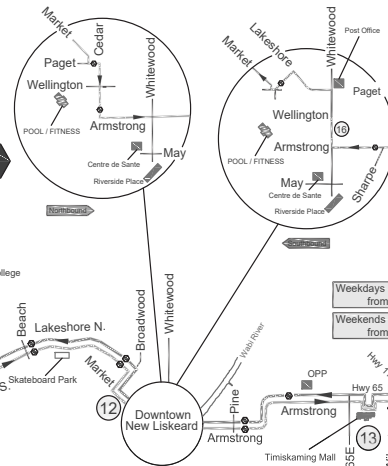 Market
Cedar
Whitewood
Paget
Wellington
POOL / FITNESS
Armstrong
Centre de Sante
May
Riverside Place
Northbound
Lakeshore
Market
Whitewood
Post Office
Paget
Wellington
16
Armstrong
POOL / FITNESS
May
Centre de Sante
Riverside Place
Sharpe
Southbound
Weekdays
from
Weekends
from
Beach
Lakeshore N.
Broadwood
Whitewood
Skateboard Park
Market
S.
12
Downtown
New Liskeard
Wabi River
Pine
Armstrong
OPP
Armstrong
Hwy 65
Timiskaming Mall
13
65E